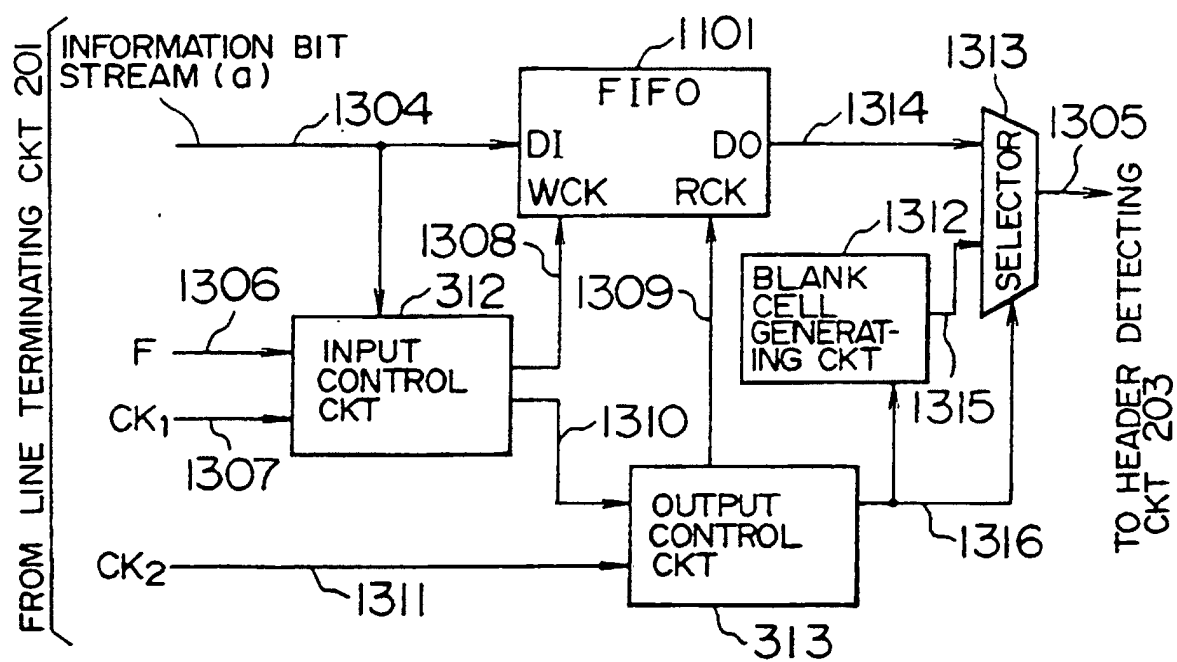 FROM LINE TERMINATING CKT 201
INFORMATION BIT
STREAM (a)
1304
1101
FIFO
DI
DO
WCK
RCK
1314
1313
SELECTOR
1305
1308
1309
1312
BLANK
CELL
GENERAT-
ING CKT
1315
1306
F
312
INPUT
CONTROL
CKT
CK1
1307
1310
OUTPUT
CONTROL
CKT
1316
CK2
1311
313
TO HEADER DETECTING
CKT 203